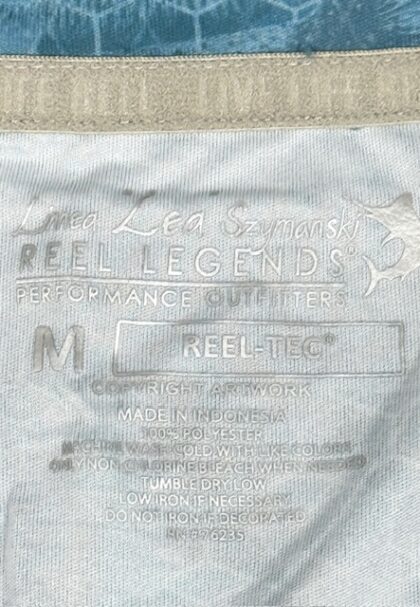 Linea Lea Szymanski
REEL LEGENDS®
PERFORMANCE OUTFITTERS
M
REEL-TEC®
COPYRIGHT ARTWORK
MADE IN INDONESIA
100% POLYESTER
MACHINE WASH COLD WITH LIKE COLORS
ONLY NON-CHLORINE BLEACH WHEN NEEDED
TUMBLE DRY LOW
LOW IRON IF NECESSARY
DO NOT IRON IF DECORATED
RN# 76235